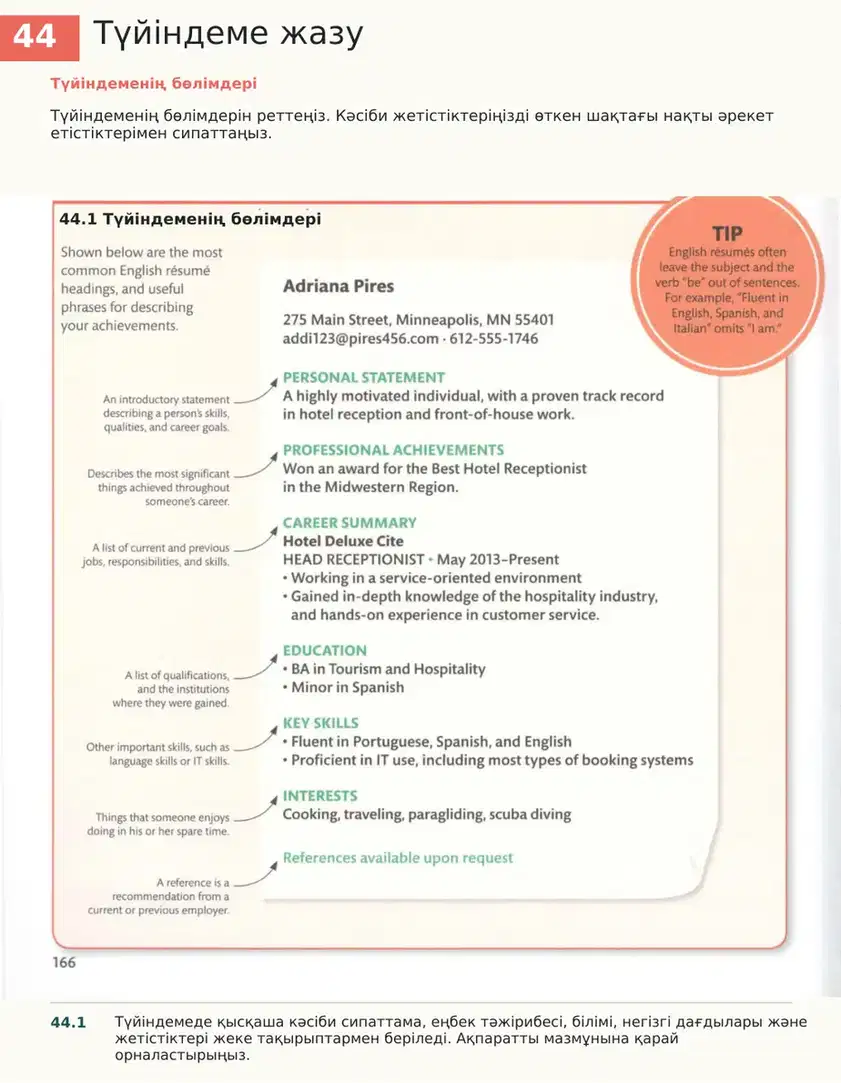 44 Түйіндеме жазу
Түйіндеменің бөлімдері
Түйіндеменің бөлімдерін реттеңіз. Кәсіби жетістіктеріңізді өткен шақтағы нақты әрекет
етістіктерімен сипаттаңыз.
44.1 Түйіндеменің бөлімдері
Shown below are the most
common English résumé
headings, and useful
phrases for describing
your achievements.
TIP
English résumés often
leave the subject and the
verb "be" out of sentences.
For example, "Fluent in
English, Spanish, and
Italian" omits "I am."
Adriana Pires
275 Main Street, Minneapolis, MN 55401
addi123@pires456.com · 612-555-1746
An introductory statement
describing a person's skills,
qualities, and career goals.
PERSONAL STATEMENT
A highly motivated individual, with a proven track record
in hotel reception and front-of-house work.
Describes the most significant
things achieved throughout
someone's career.
PROFESSIONAL ACHIEVEMENTS
Won an award for the Best Hotel Receptionist
in the Midwestern Region.
A list of current and previous
jobs, responsibilities, and skills.
CAREER SUMMARY
Hotel Deluxe Cite
HEAD RECEPTIONIST • May 2013–Present
• Working in a service-oriented environment
• Gained in-depth knowledge of the hospitality industry,
and hands-on experience in customer service.
A list of qualifications,
and the institutions
where they were gained.
EDUCATION
• BA in Tourism and Hospitality
• Minor in Spanish
Other important skills, such as
language skills or IT skills.
KEY SKILLS
• Fluent in Portuguese, Spanish, and English
• Proficient in IT use, including most types of booking systems
Things that someone enjoys
doing in his or her spare time.
INTERESTS
Cooking, traveling, paragliding, scuba diving
A reference is a
recommendation from a
current or previous employer.
References available upon request
166
44.1 Түйіндемеде қысқаша кәсіби сипаттама, еңбек тәжірибесі, білімі, негізгі дағдылары және
жетістіктері жеке тақырыптармен беріледі. Ақпаратты мазмұнына қарай
орналастырыңыз.